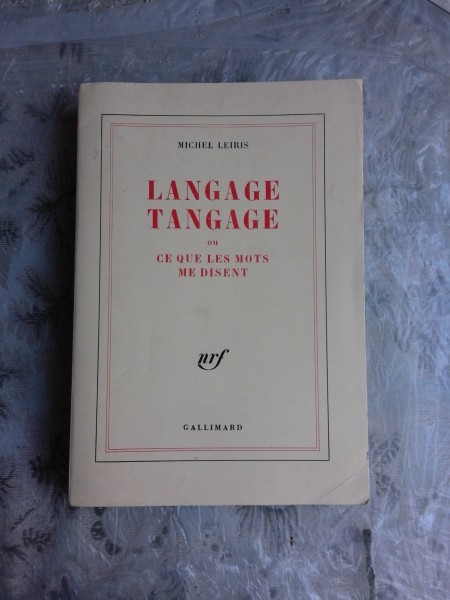 MICHEL LEIRIS
LANGAGE
TANGAGE
ou
CE QUE LES MOTS
ME DISENT
nrf
GALLIMARD